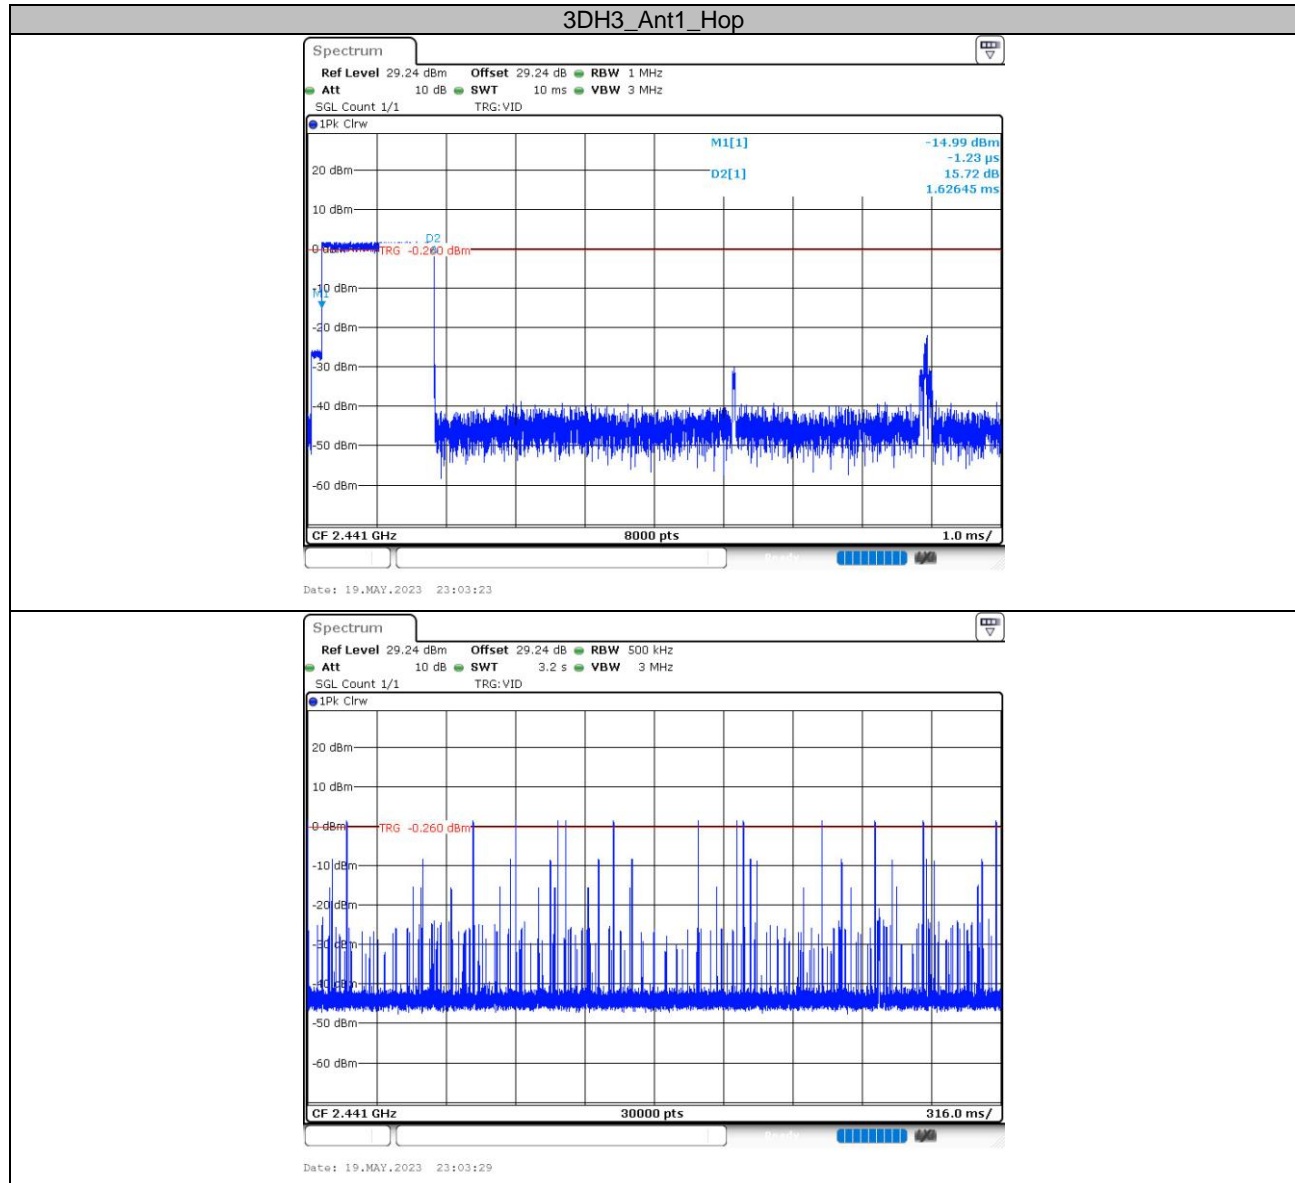 3DH3_Ant1_Hop
Spectrum
Ref Level 29.24 dBm Offset 29.24 dB RBW 1 MHz
Att 10 dB SWT 10 ms VBW 3 MHz
SGL Count 1/1 TRG:VID
1Pk Clrw
M1[1] -14.99 dBm
-1.23 µs
D2[1] 15.72 dB
1.62645 ms
20 dBm
10 dBm
D2
0 dBm
TRG -0.260 dBm
-10 dBm
M1
-20 dBm
-30 dBm
-40 dBm
-50 dBm
-60 dBm
CF 2.441 GHz 8000 pts 1.0 ms/
Ready
Date: 19.MAY.2023 23:03:23
Spectrum
Ref Level 29.24 dBm Offset 29.24 dB RBW 500 kHz
Att 10 dB SWT 3.2 s VBW 3 MHz
SGL Count 1/1 TRG:VID
1Pk Clrw
20 dBm
10 dBm
0 dBm
TRG -0.260 dBm
-10 dBm
-20 dBm
-30 dBm
-40 dBm
-50 dBm
-60 dBm
CF 2.441 GHz 30000 pts 316.0 ms/
Ready
Date: 19.MAY.2023 23:03:29